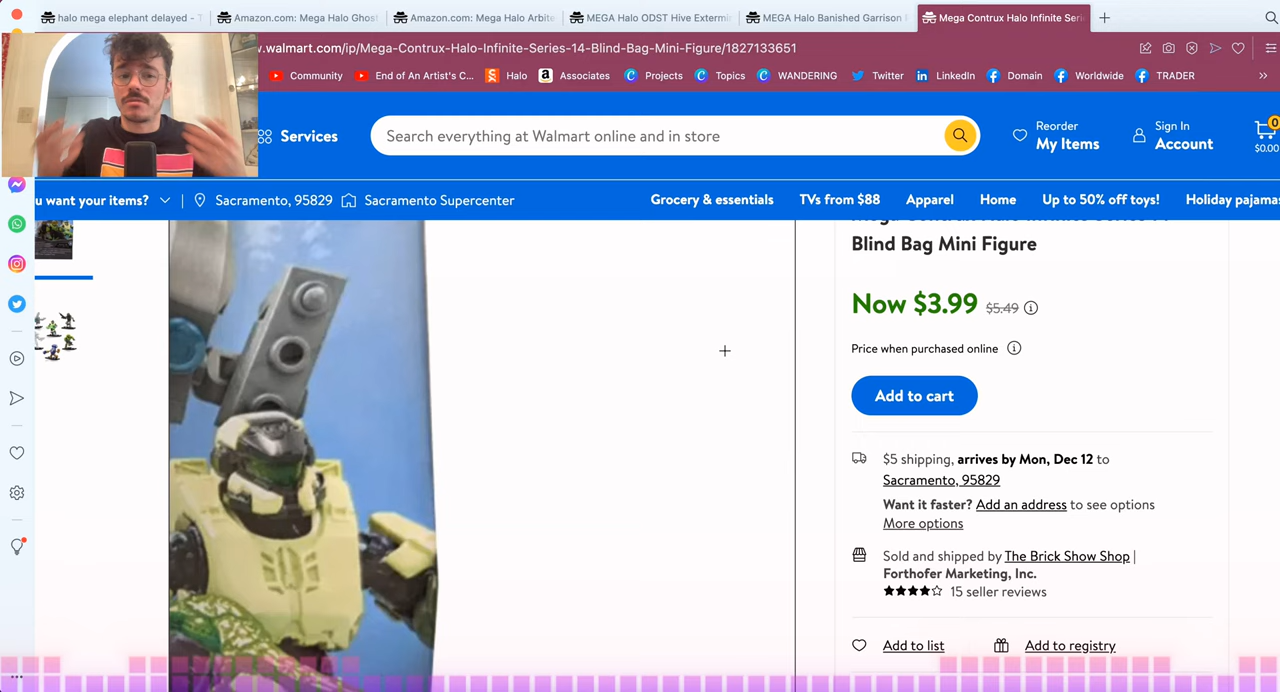 halo mega elephant delayed - T
Amazon.com: Mega Halo Ghos
Amazon.com: Mega Halo Arbite
MEGA Halo ODST Hive Extermin
MEGA Halo Banished Garrison
Mega Contrux Halo Infinite Seri
w.walmart.com/ip/Mega-Contrux-Halo-Infinite-Series-14-Blind-Bag-Mini-Figure/1827133651
Community
End of An Artist's C...
Halo
Associates
Projects
Topics
WANDERING
Twitter
LinkedIn
Domain
Worldwide
TRADER
Services
Search everything at Walmart online and in store
Reorder
My Items
Sign In
Account
0
$0.00
u want your items?
Sacramento, 95829
Sacramento Supercenter
Grocery & essentials
TVs from $88
Apparel
Home
Up to 50% off toys!
Holiday pajamas
Blind Bag Mini Figure
Now $3.99 $5.49
Price when purchased online
Add to cart
$5 shipping, arrives by Mon, Dec 12 to
Sacramento, 95829
Want it faster? Add an address to see options
More options
Sold and shipped by The Brick Show Shop |
Forthofer Marketing, Inc.
15 seller reviews
Add to list
Add to registry